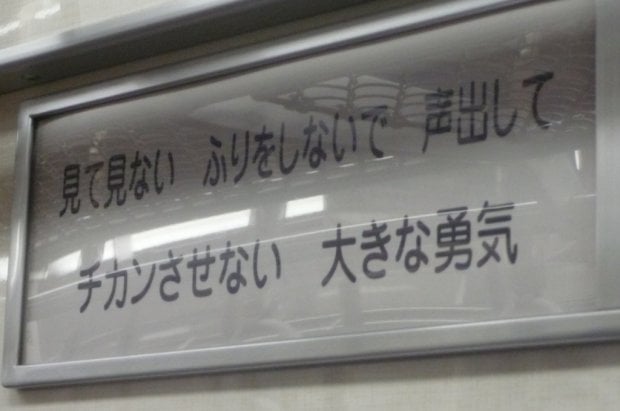 見て見ない ふりをしないで 声出して
チカンさせない 大きな勇気